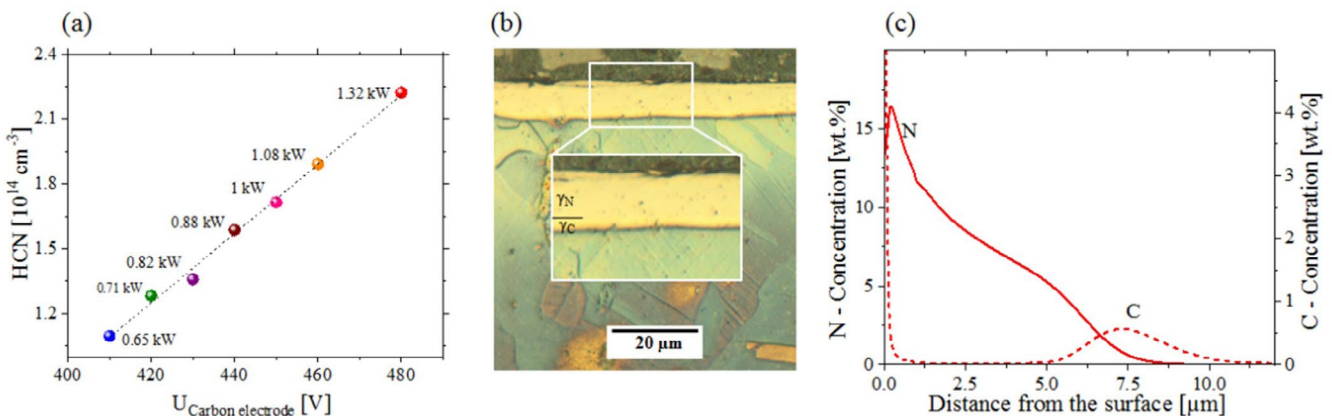 (a)
2.4
2.1
1.8
1.5
1.2
HCN [10¹⁴ cm⁻³]
1.32 kW
1.08 kW
1 kW
0.88 kW
0.82 kW
0.71 kW
0.65 kW
400 420 440 460 480
U Carbon electrode [V]
(b)
γN
γC
20 µm
(c)
N - Concentration [wt.%]
15
10
5
0
N
C
4
3
2
1
0
C - Concentration [wt.%]
0.0 2.5 5.0 7.5 10.0
Distance from the surface [µm]